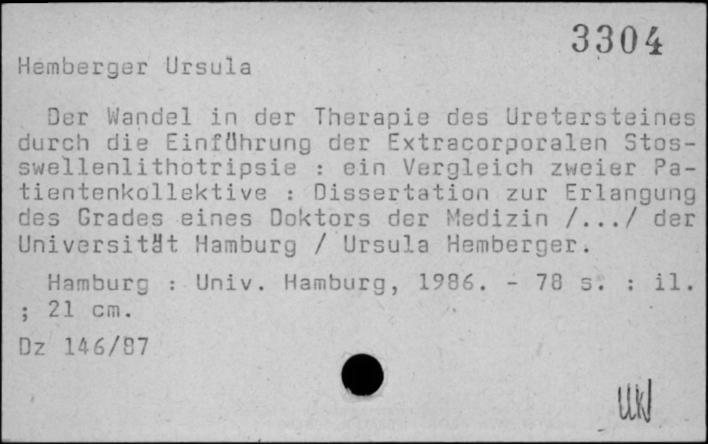 3304
Hemberger Ursula
Der Wandel in der Therapie des Uretersteines
durch die Einführung der Extracorporalen Stos-
swellenlithotripsie : ein Vergleich zweier Pa-
tientenkollektive : Dissertation zur Erlangung
des Grades eines Doktors der Medizin /.../ der
Universität Hamburg / Ursula Hemberger.
Hamburg : Univ. Hamburg, 1986. - 78 s. : il.
; 21 cm.
Dz 146/87